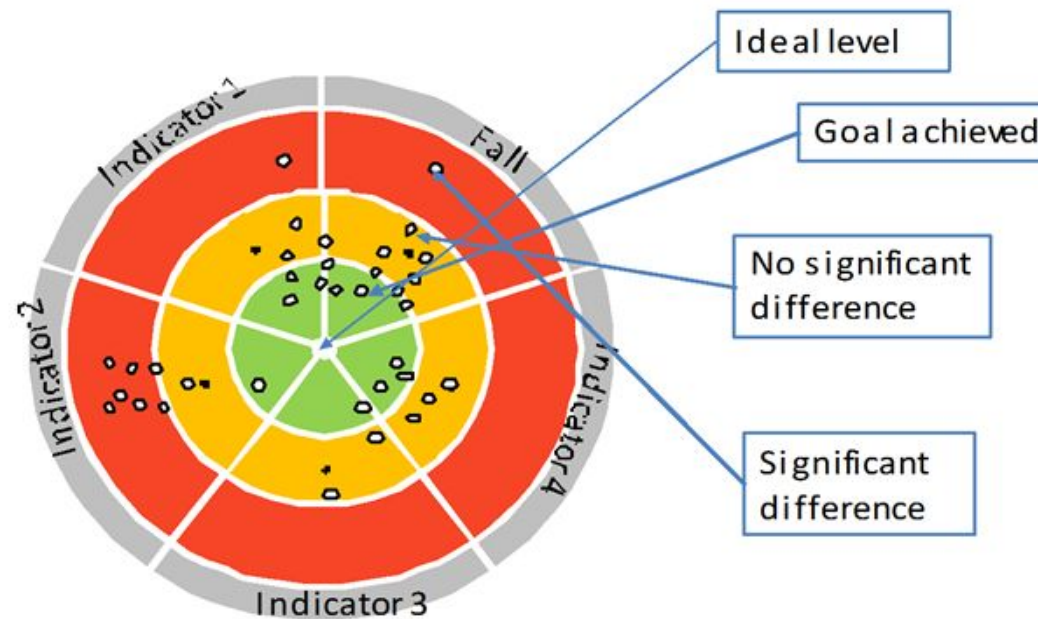 Ideal level
Goal achieved
No significant
difference
Significant
difference
Indicator 1
Fall
Indicator 2
Indicator 4
Indicator 3